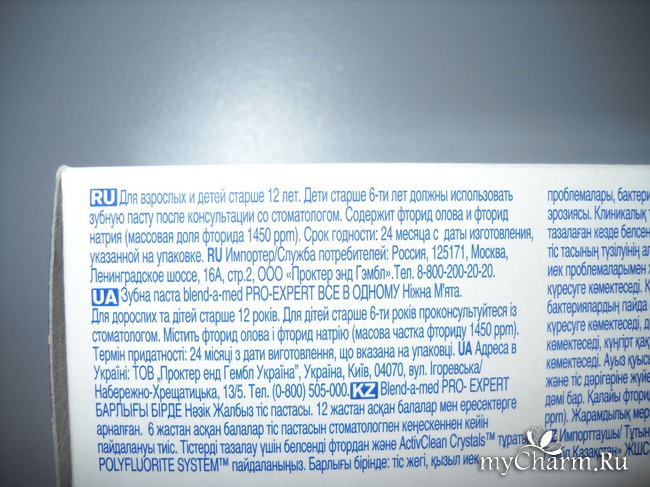 RU Для взрослых и детей старше 12 лет. Дети старше 6-ти лет должны использовать
зубную пасту после консультации со стоматологом. Содержит фторид олова и фторид
натрия (массовая доля фторида 1450 ppm). Срок годности: 24 месяца с даты изготовления,
указанной на упаковке. RU Импортер/Служба потребителей: Россия, 125171, Москва,
Ленинградское шоссе, 16А, стр.2, ООО «Проктер энд Гэмбл».Тел. 8-800-200-20-20.
UA Зубна паста blend-a-med PRO-EXPERT ВСЕ В ОДНОМУ Ніжна М'ята.
Для дорослих та дітей старше 12 років. Для дітей старше 6-ти років проконсультуйтеся із
стоматологом. Містить фторид олова і фторид натрію (масова частка фториду 1450 ppm).
Термін придатності: 24 місяці з дати виготовлення, що вказана на упаковці. UA Адреса в
Україні: ТОВ „Проктер енд Гембл Україна", Україна, Київ, 04070, вул. Ігоревська/
Набережно-Хрещатицька, 13/5. Тел. (0-800) 505-000. KZ Blend-a-med PRO- EXPERT
БАРЛЫҒЫ БІРДЕ Нәзік Жалбыз тіс пастасы. 12 жастан асқан балалар мен ересектерге
арналған. 6 жастан асқан балалар тіс пастасын стоматологпен кеңескеннен кейін
пайдалануы тиіс. Тістерді тазалау үшін белсенді фтордан және ActivClean Crystals™ тұратын
POLYFLUORITE SYSTEM™ пайдаланыңыз. Барлығы бірінде: тіс жегі, қызыл иек
проблемалары, бактери
эрозиясы. Клиникалық т
тазалаған кезде белсен
тіс тасының түзілуінің ал
иек проблемаларымен
күресуге көмектеседі.
бактериялардың пайда
күресуге көмектеседі,
көмектеседі, күңгірт қақ
көмектеседі. Ауыз қуысы
және тіс дәрігеріне жүйе
дәмі бар. Қалайы фторид
ppm). Жарамдылық мерз
Импорттаушы/ Тұтын
л Қазақстан» ЖШС
myCharm.Ru